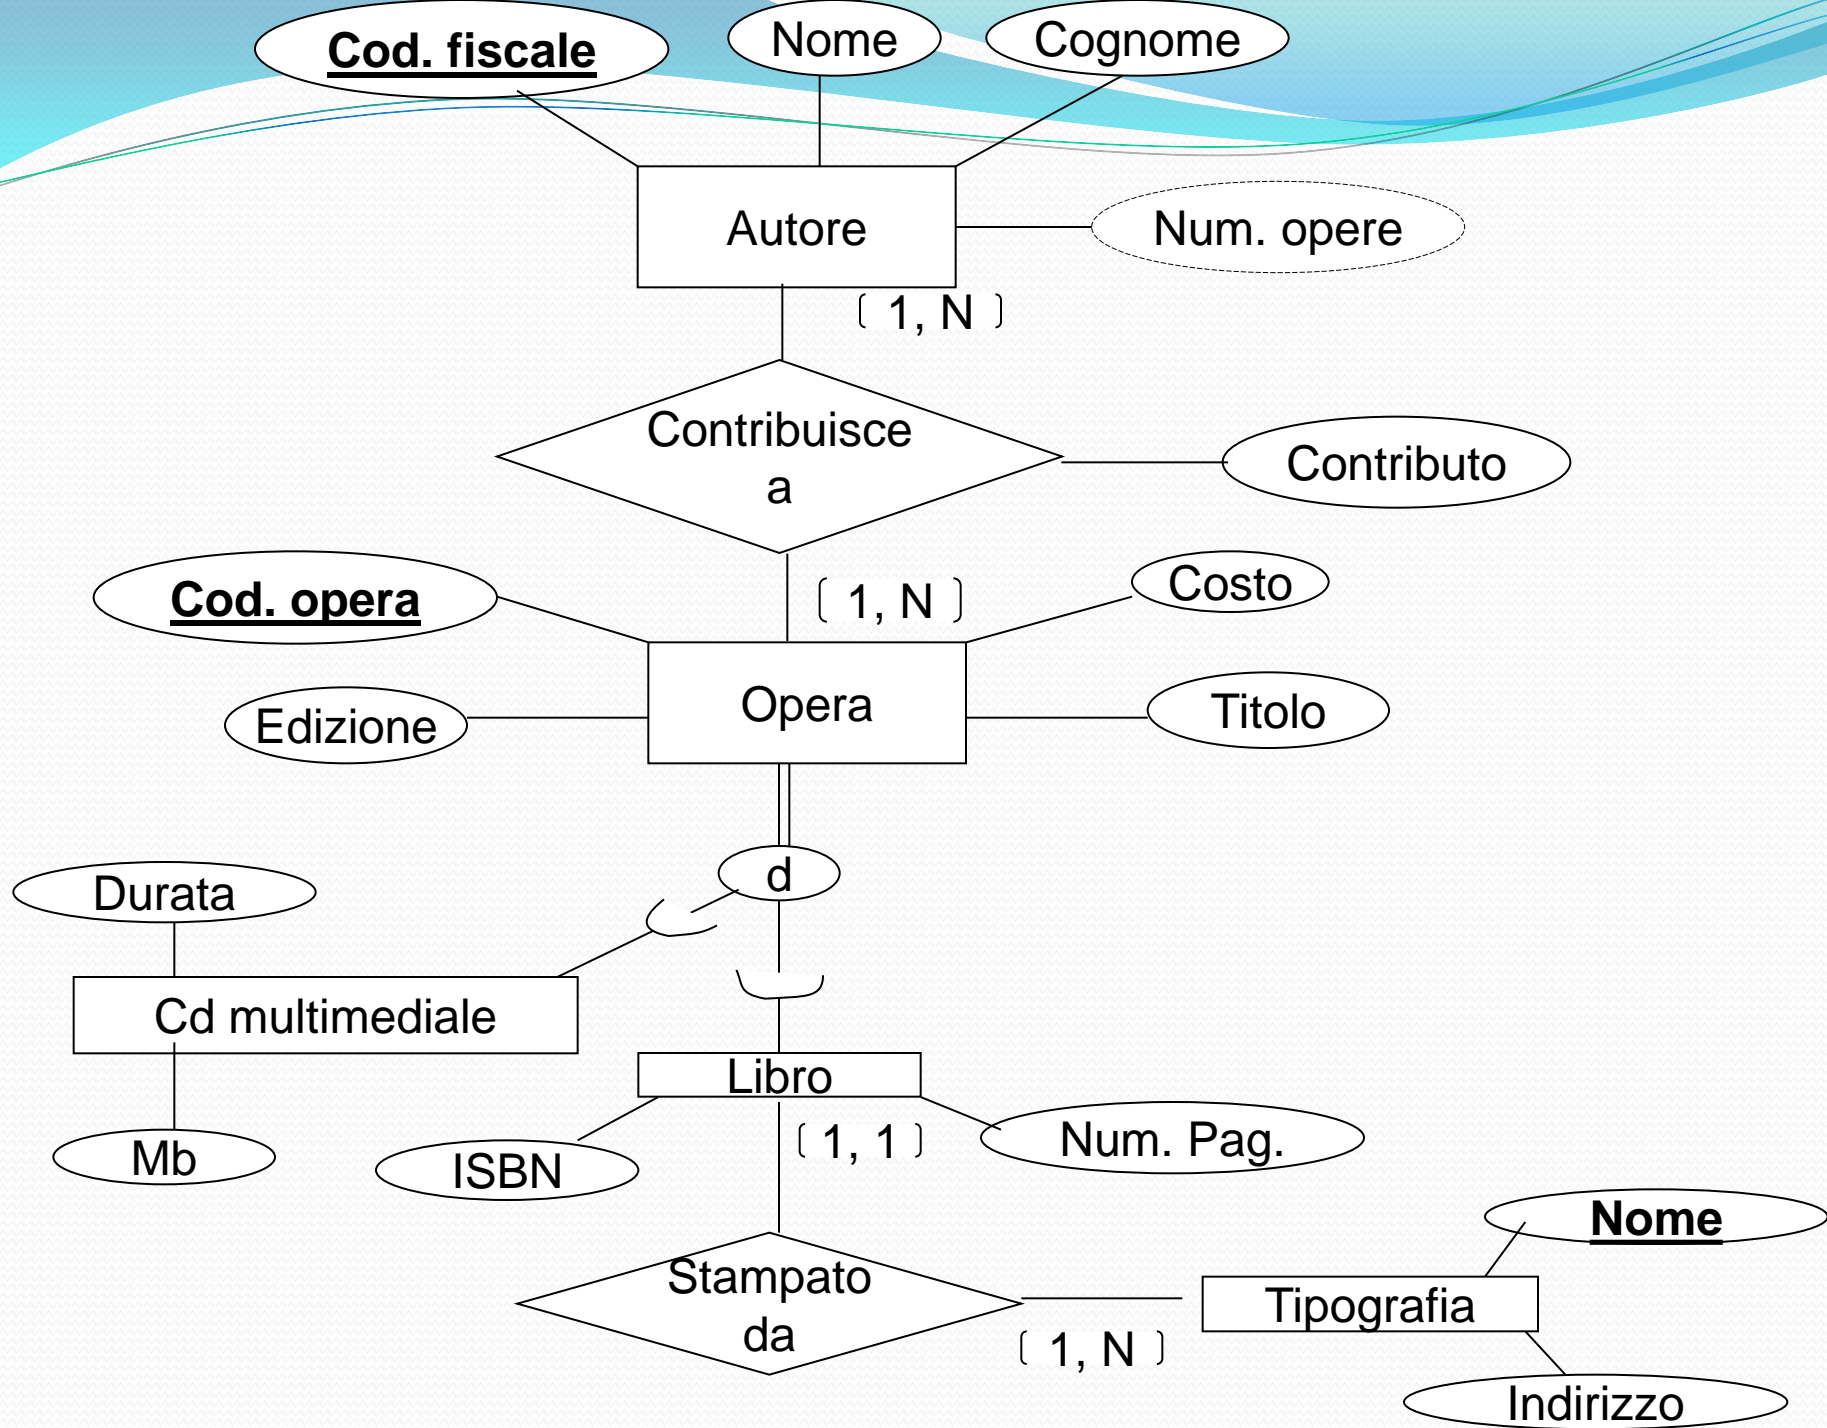 Cod. fiscale
Nome
Cognome
Autore
Num. opere
(1, N)
Contribuisce
a
Contributo
Cod. opera
(1, N)
Costo
Edizione
Opera
Titolo
d
Durata
Cd multimediale
Libro
Mb
ISBN
(1, 1)
Num. Pag.
Nome
Stampato
da
Tipografia
(1, N)
Indirizzo